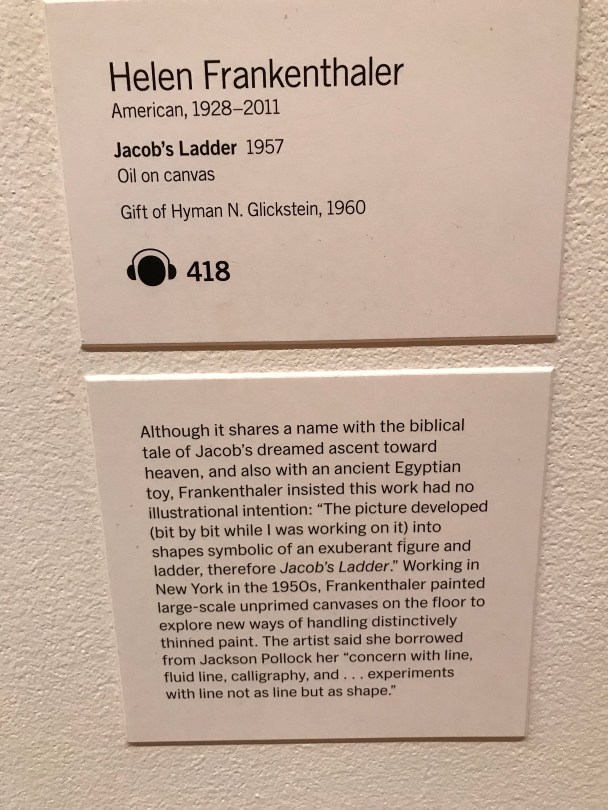 Helen Frankenthaler
American, 1928–2011
Jacob's Ladder 1957
Oil on canvas
Gift of Hyman N. Glickstein, 1960
418
Although it shares a name with the biblical
tale of Jacob's dreamed ascent toward
heaven, and also with an ancient Egyptian
toy, Frankenthaler insisted this work had no
illustrational intention: “The picture developed
(bit by bit while I was working on it) into
shapes symbolic of an exuberant figure and
ladder, therefore Jacob's Ladder.” Working in
New York in the 1950s, Frankenthaler painted
large-scale unprimed canvases on the floor to
explore new ways of handling distinctively
thinned paint. The artist said she borrowed
from Jackson Pollock her “concern with line,
fluid line, calligraphy, and . . . experiments
with line not as line but as shape.”